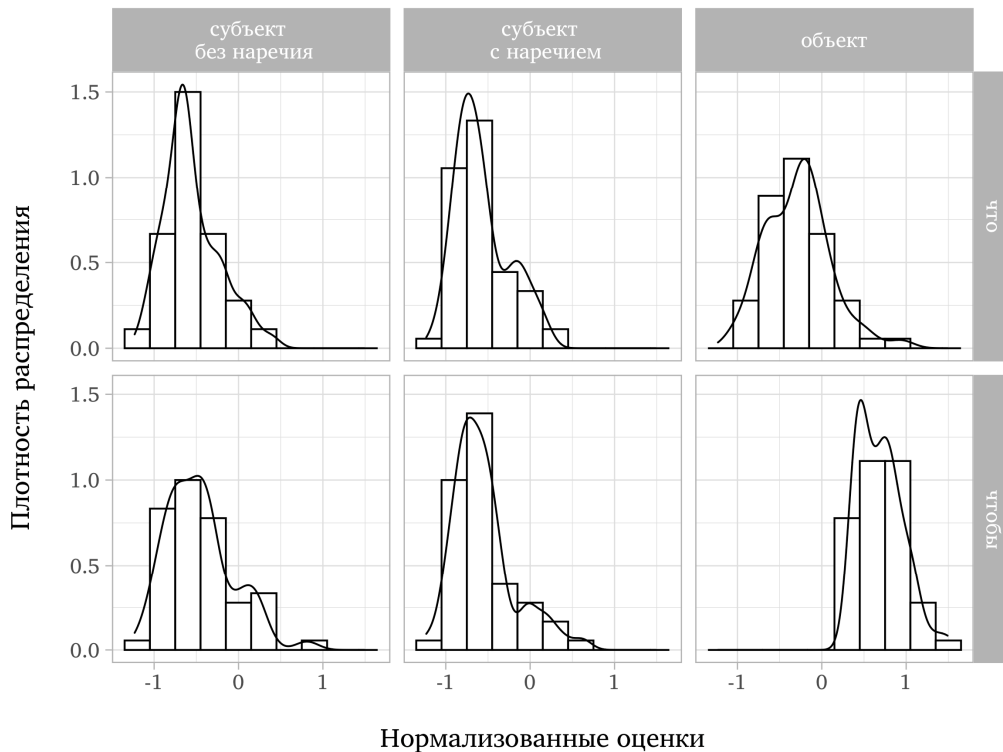 субъект
без наречия
субъект
с наречием
объект
что
чтобы
Плотность распределения
1.5
1.0
0.5
0.0
1.5
1.0
0.5
0.0
-1 0 1
-1 0 1
-1 0 1
Нормализованные оценки